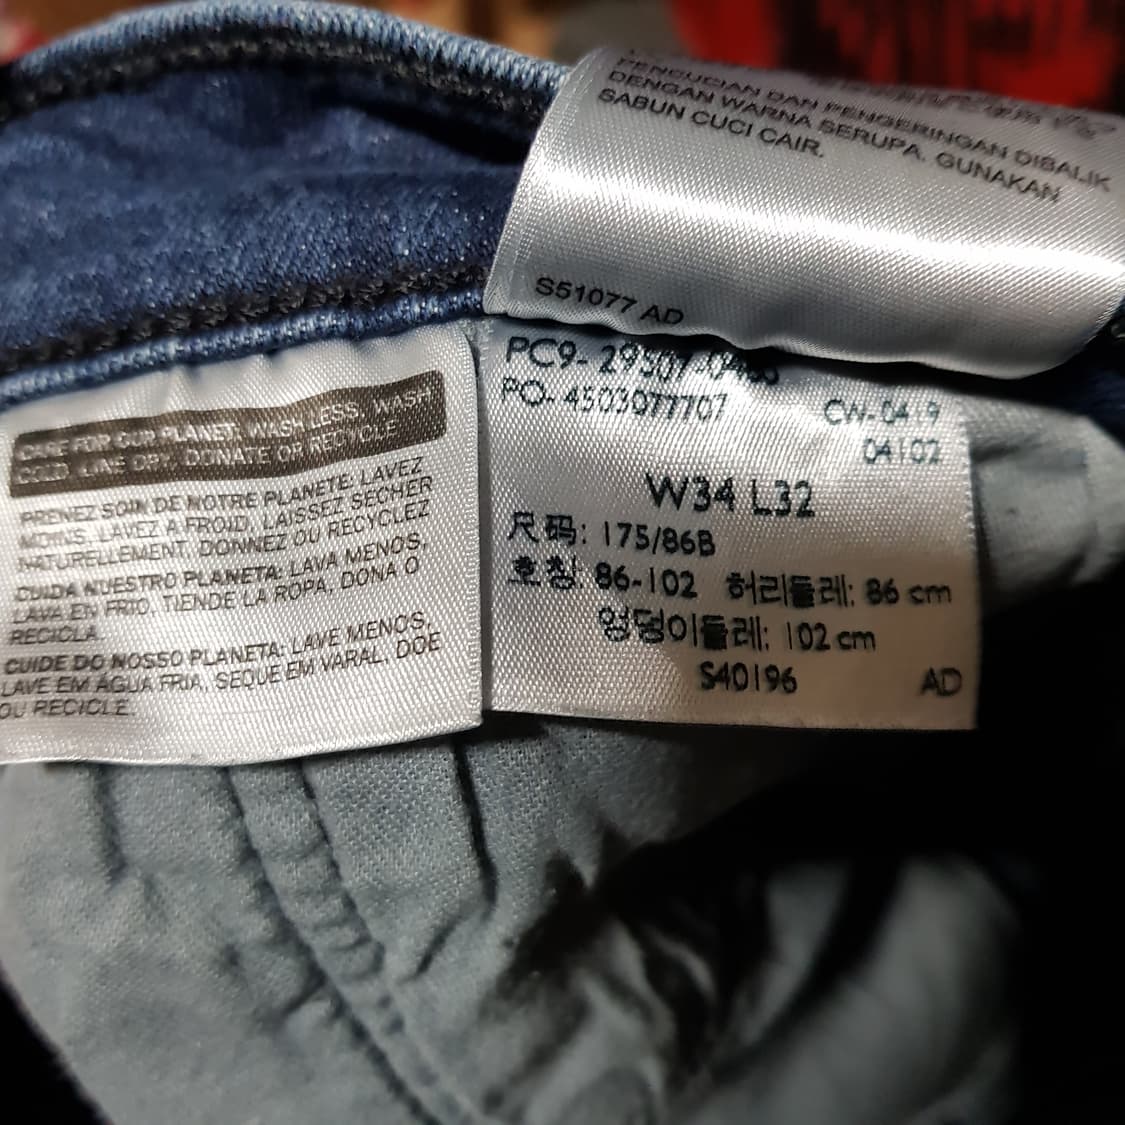 PENCUCIAN DAN PENGERINGAN DIBALIK
DENGAN WARNA SERUPA. GUNAKAN
SABUN CUCI CAIR.
S51077 AD
CARE FOR OUR PLANET: WASH LESS, WASH
COLD, LINE DRY, DONATE OR RECYCLE
PRENEZ SOIN DE NOTRE PLANETE: LAVEZ
MOINS, LAVEZ A FROID, LAISSEZ SECHER
NATURELLEMENT, DONNEZ OU RECYCLEZ
CUIDA NUESTRO PLANETA: LAVA MENOS,
LAVA EN FRIO, TIENDE LA ROPA, DONA O
RECICLA.
CUIDE DO NOSSO PLANETA: LAVE MENOS,
LAVE EM AGUA FRIA, SEQUE EM VARAL, DOE
OU RECICLE.
PC9-
PO-4503077707
CW-0419
04102
W34 L32
尺码: 175/86B
호칭: 86-102 허리둘레: 86 cm
엉덩이둘레: 102 cm
S40196 AD